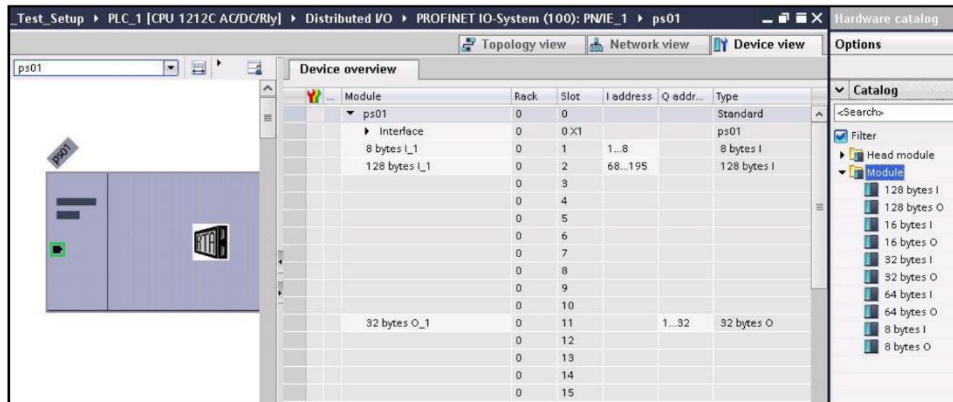 _Test_Setup ▸ PLC_1 [CPU 1212C AC/DC/Rly] ▸ Distributed I/O ▸ PROFINET IO-System (100): PN/IE_1 ▸ ps01
Hardware catalog
Topology view Network view Device view
Options
ps01
Device overview
... Module Rack Slot I address Q addr... Type
ps01 0 0 Standard
Interface 0 0 X1 ps01
8 bytes I_1 0 1 1...8 8 bytes I
128 bytes I_1 0 2 68...195 128 bytes I
0 3
0 4
0 5
0 6
0 7
0 8
0 9
0 10
32 bytes O_1 0 11 1...32 32 bytes O
0 12
0 13
0 14
0 15
ps01
RTA
Catalog
<Search>
Filter
Head module
Module
128 bytes I
128 bytes O
16 bytes I
16 bytes O
32 bytes I
32 bytes O
64 bytes I
64 bytes O
8 bytes I
8 bytes O